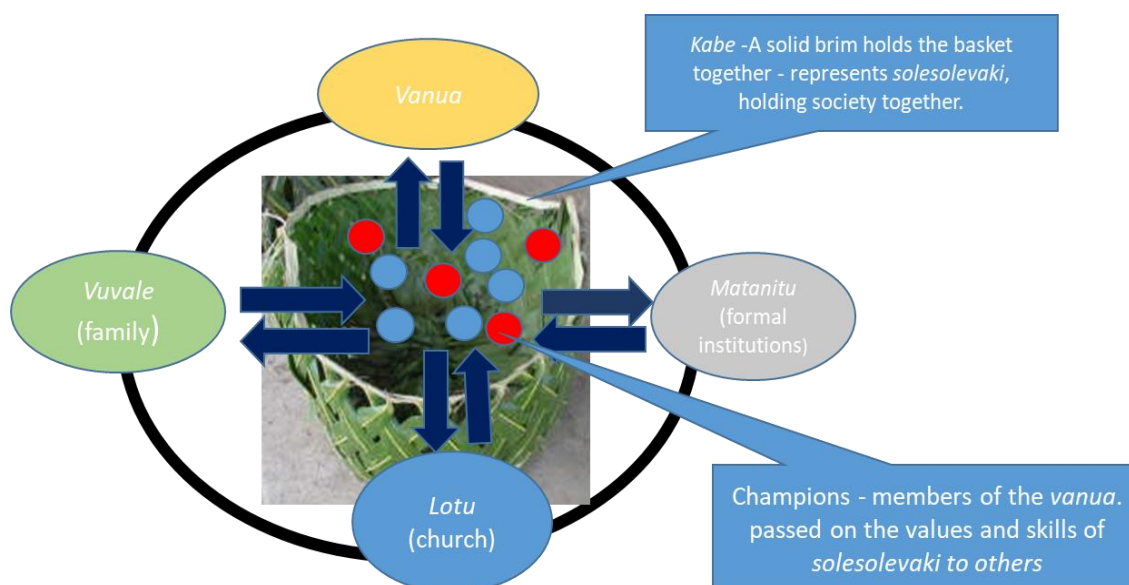 Kabe -A solid brim holds the basket
together - represents solesolevaki,
holding society together.
Vanua
Vuvale
(family)
Matanitu
(formal
institutions)
Lotu
(church)
Champions - members of the vanua.
passed on the values and skills of
solesolevaki to others